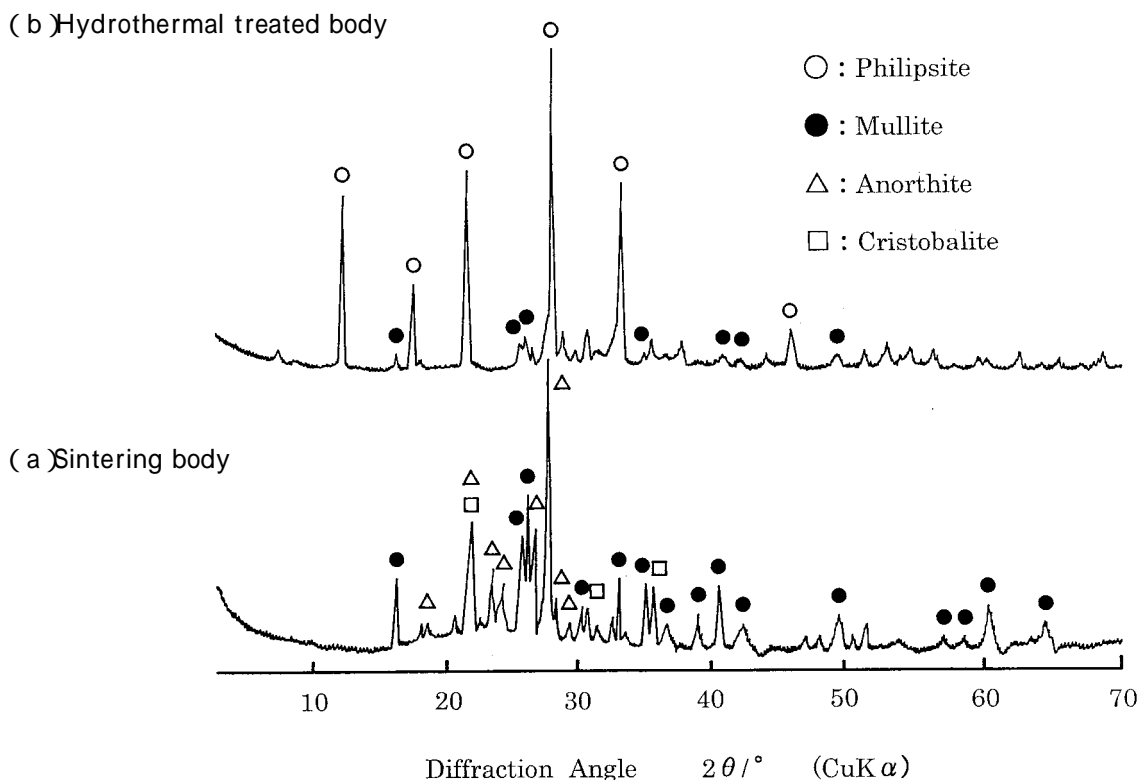 (b)Hydrothermal treated body
○ : Philipsite
● : Mullite
△ : Anorthite
□ : Cristobalite
(a)Sintering body
10 20 30 40 50 60 70
Diffraction Angle 2θ/° (CuKα)